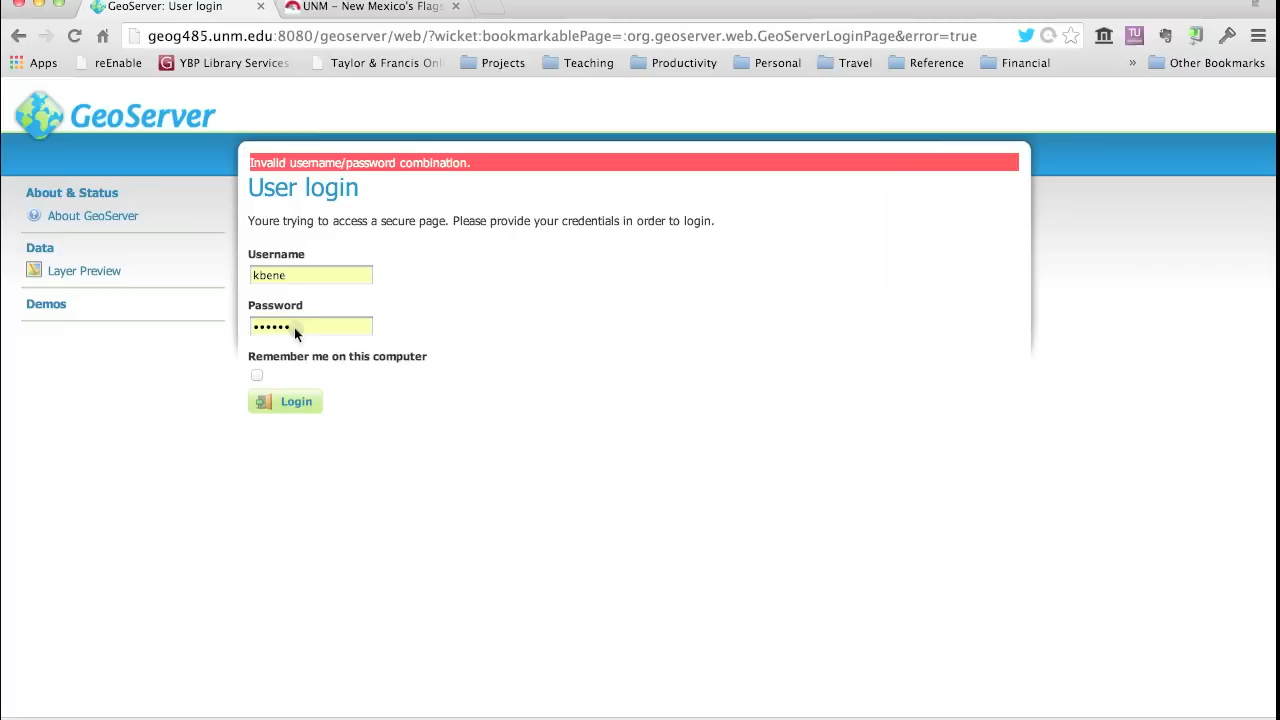 GeoServer: User login
UNM – New Mexico's Flags
geog485.unm.edu:8080/geoserver/web/?wicket:bookmarkablePage=:org.geoserver.web.GeoServerLoginPage&error=true
Apps reEnable YBP Library Service Taylor & Francis Onl Projects Teaching Productivity Personal Travel Reference Financial » Other Bookmarks
GeoServer
Invalid username/password combination.
User login
About & Status
About GeoServer
Data
Layer Preview
Demos
Youre trying to access a secure page. Please provide your credentials in order to login.
Username
kbene
Password
••••••
Remember me on this computer
Login